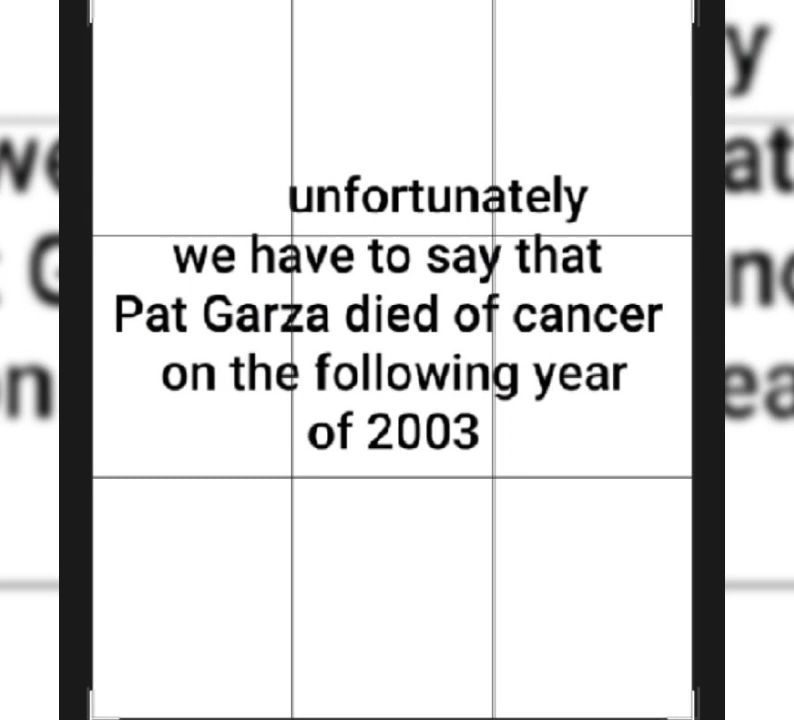 unfortunately
we have to say that
Pat Garza died of cancer
on the following year
of 2003